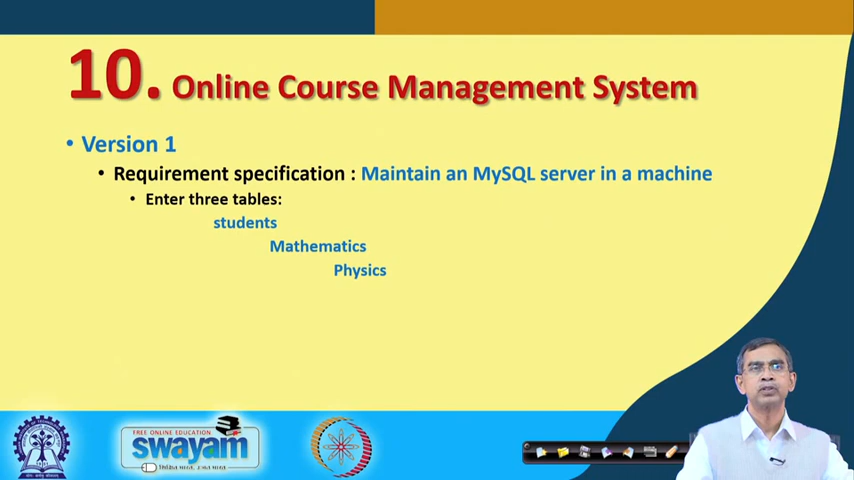 10. Online Course Management System
• Version 1
• Requirement specification : Maintain an MySQL server in a machine
• Enter three tables:
students
Mathematics
Physics
FREE ONLINE EDUCATION
swayam